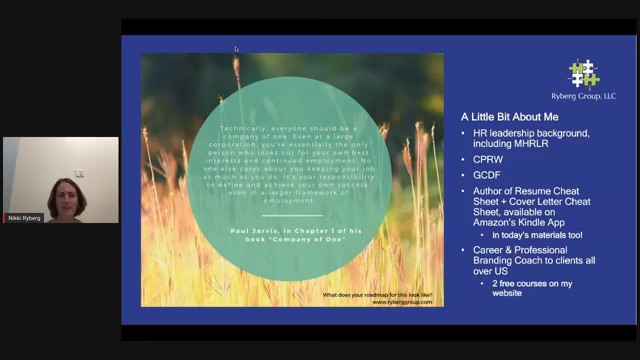 Technically, everyone should be a
company of one. Even at a large
corporation, you're essentially the only
person who looks out for your own best
interests and continued employment. No
one else cares about you keeping your job
as much as you do. It's your responsibility
to define and achieve your own success,
even in a larger framework of
employment.
Paul Jarvis, in Chapter 1 of his
book "Company of One"
What does your roadmap for this look like?
www.ryberggroup.com
Ryberg Group, LLC
A Little Bit About Me
• HR leadership background,
including MHRLR
• CPRW
• GCDF
• Author of Resume Cheat
Sheet + Cover Letter Cheat
Sheet, available on
Amazon's Kindle App
• in today's materials too!
• Career & Professional
Branding Coach to clients all
over US
• 2 free courses on my
website
Nikki Ryberg